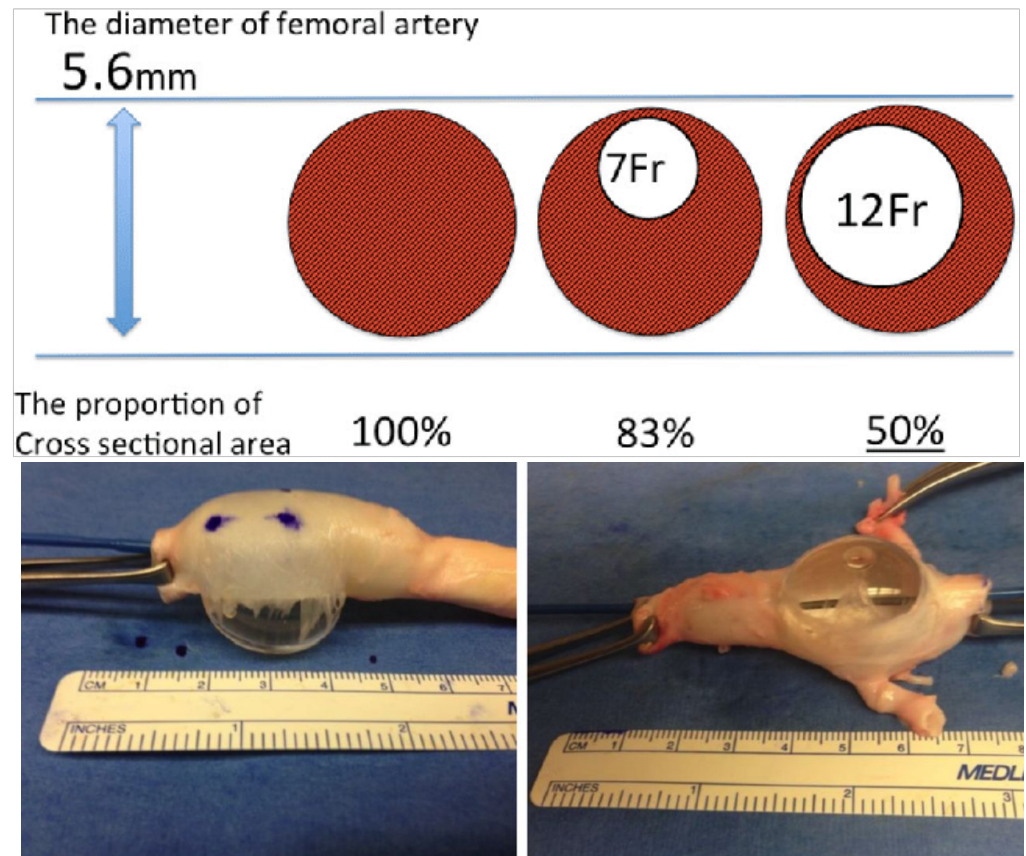 The diameter of femoral artery
5.6mm
7Fr
12Fr
The proportion of
Cross sectional area
100%
83%
50%
CM 1 2 3 4 5 6 7
INCHES 1 2
CM 1 2 3 4 5 6 7 8
MEDL
INCHES 1 2 3